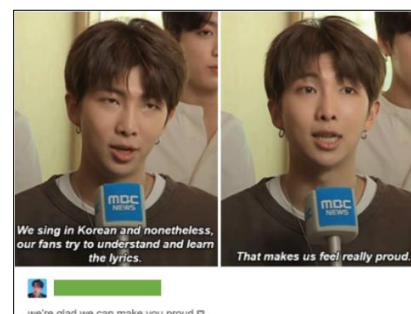 MBC
NEWS
We sing in Korean and nonetheless,
our fans try to understand and learn
the lyrics.
MBC
NEWS
That makes us feel really proud.
we're glad we can make you proud